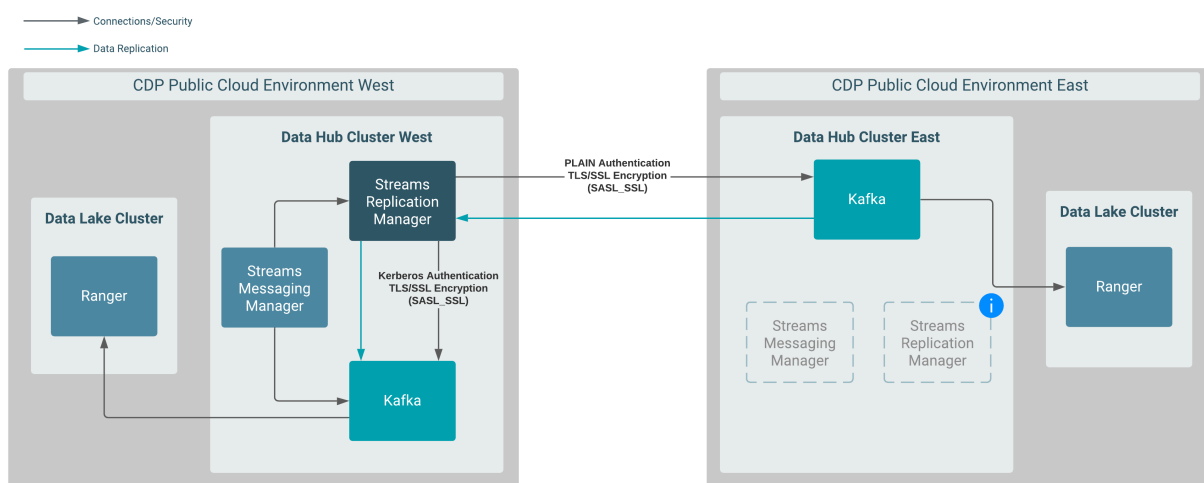 Connections/Security
Data Replication
CDP Public Cloud Environment West
Data Hub Cluster West
Streams
Replication
Manager
Data Lake Cluster
Ranger
Streams
Messaging
Manager
Kerberos Authentication
TLS/SSL Encryption
(SASL_SSL)
Kafka
PLAIN Authentication
TLS/SSL Encryption
(SASL_SSL)
CDP Public Cloud Environment East
Data Hub Cluster East
Kafka
Data Lake Cluster
Ranger
Streams
Messaging
Manager
Streams
Replication
Manager
i